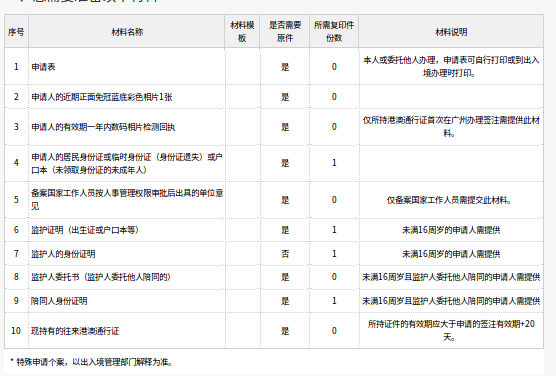 序号 材料名称 材料模板 是否需要原件 所需复印件份数 材料说明
1 申请表 是 0 本人或委托他人办理，申请表可自行打印或到出入境办理时打印。
2 申请人的近期正面免冠蓝底彩色相片1张 是 0
3 申请人的有效期一年内数码相片检测回执 是 0 仅所持港澳通行证首次在广州办理签注需提供此材料。
4 申请人的居民身份证或临时身份证（身份证遗失）或户口本（未领取身份证的未成年人） 是 1
5 备案国家工作人员按人事管理权限审批后出具的单位意见 是 0 仅备案国家工作人员需提交此材料。
6 监护证明（出生证或户口本等） 是 1 未满16周岁的申请人需提供
7 监护人的身份证明 否 1 未满16周岁的申请人需提供
8 监护人委托书（监护人委托他人陪同的） 是 0 未满16周岁且监护人委托他人陪同的申请人需提供
9 陪同人身份证明 是 1 未满16周岁且监护人委托他人陪同的申请人需提供
10 现持有的往来港澳通行证 是 0 所持证件的有效期应大于申请的签注有效期+20天。
* 特殊申请个案，以出入境管理部门解释为准。